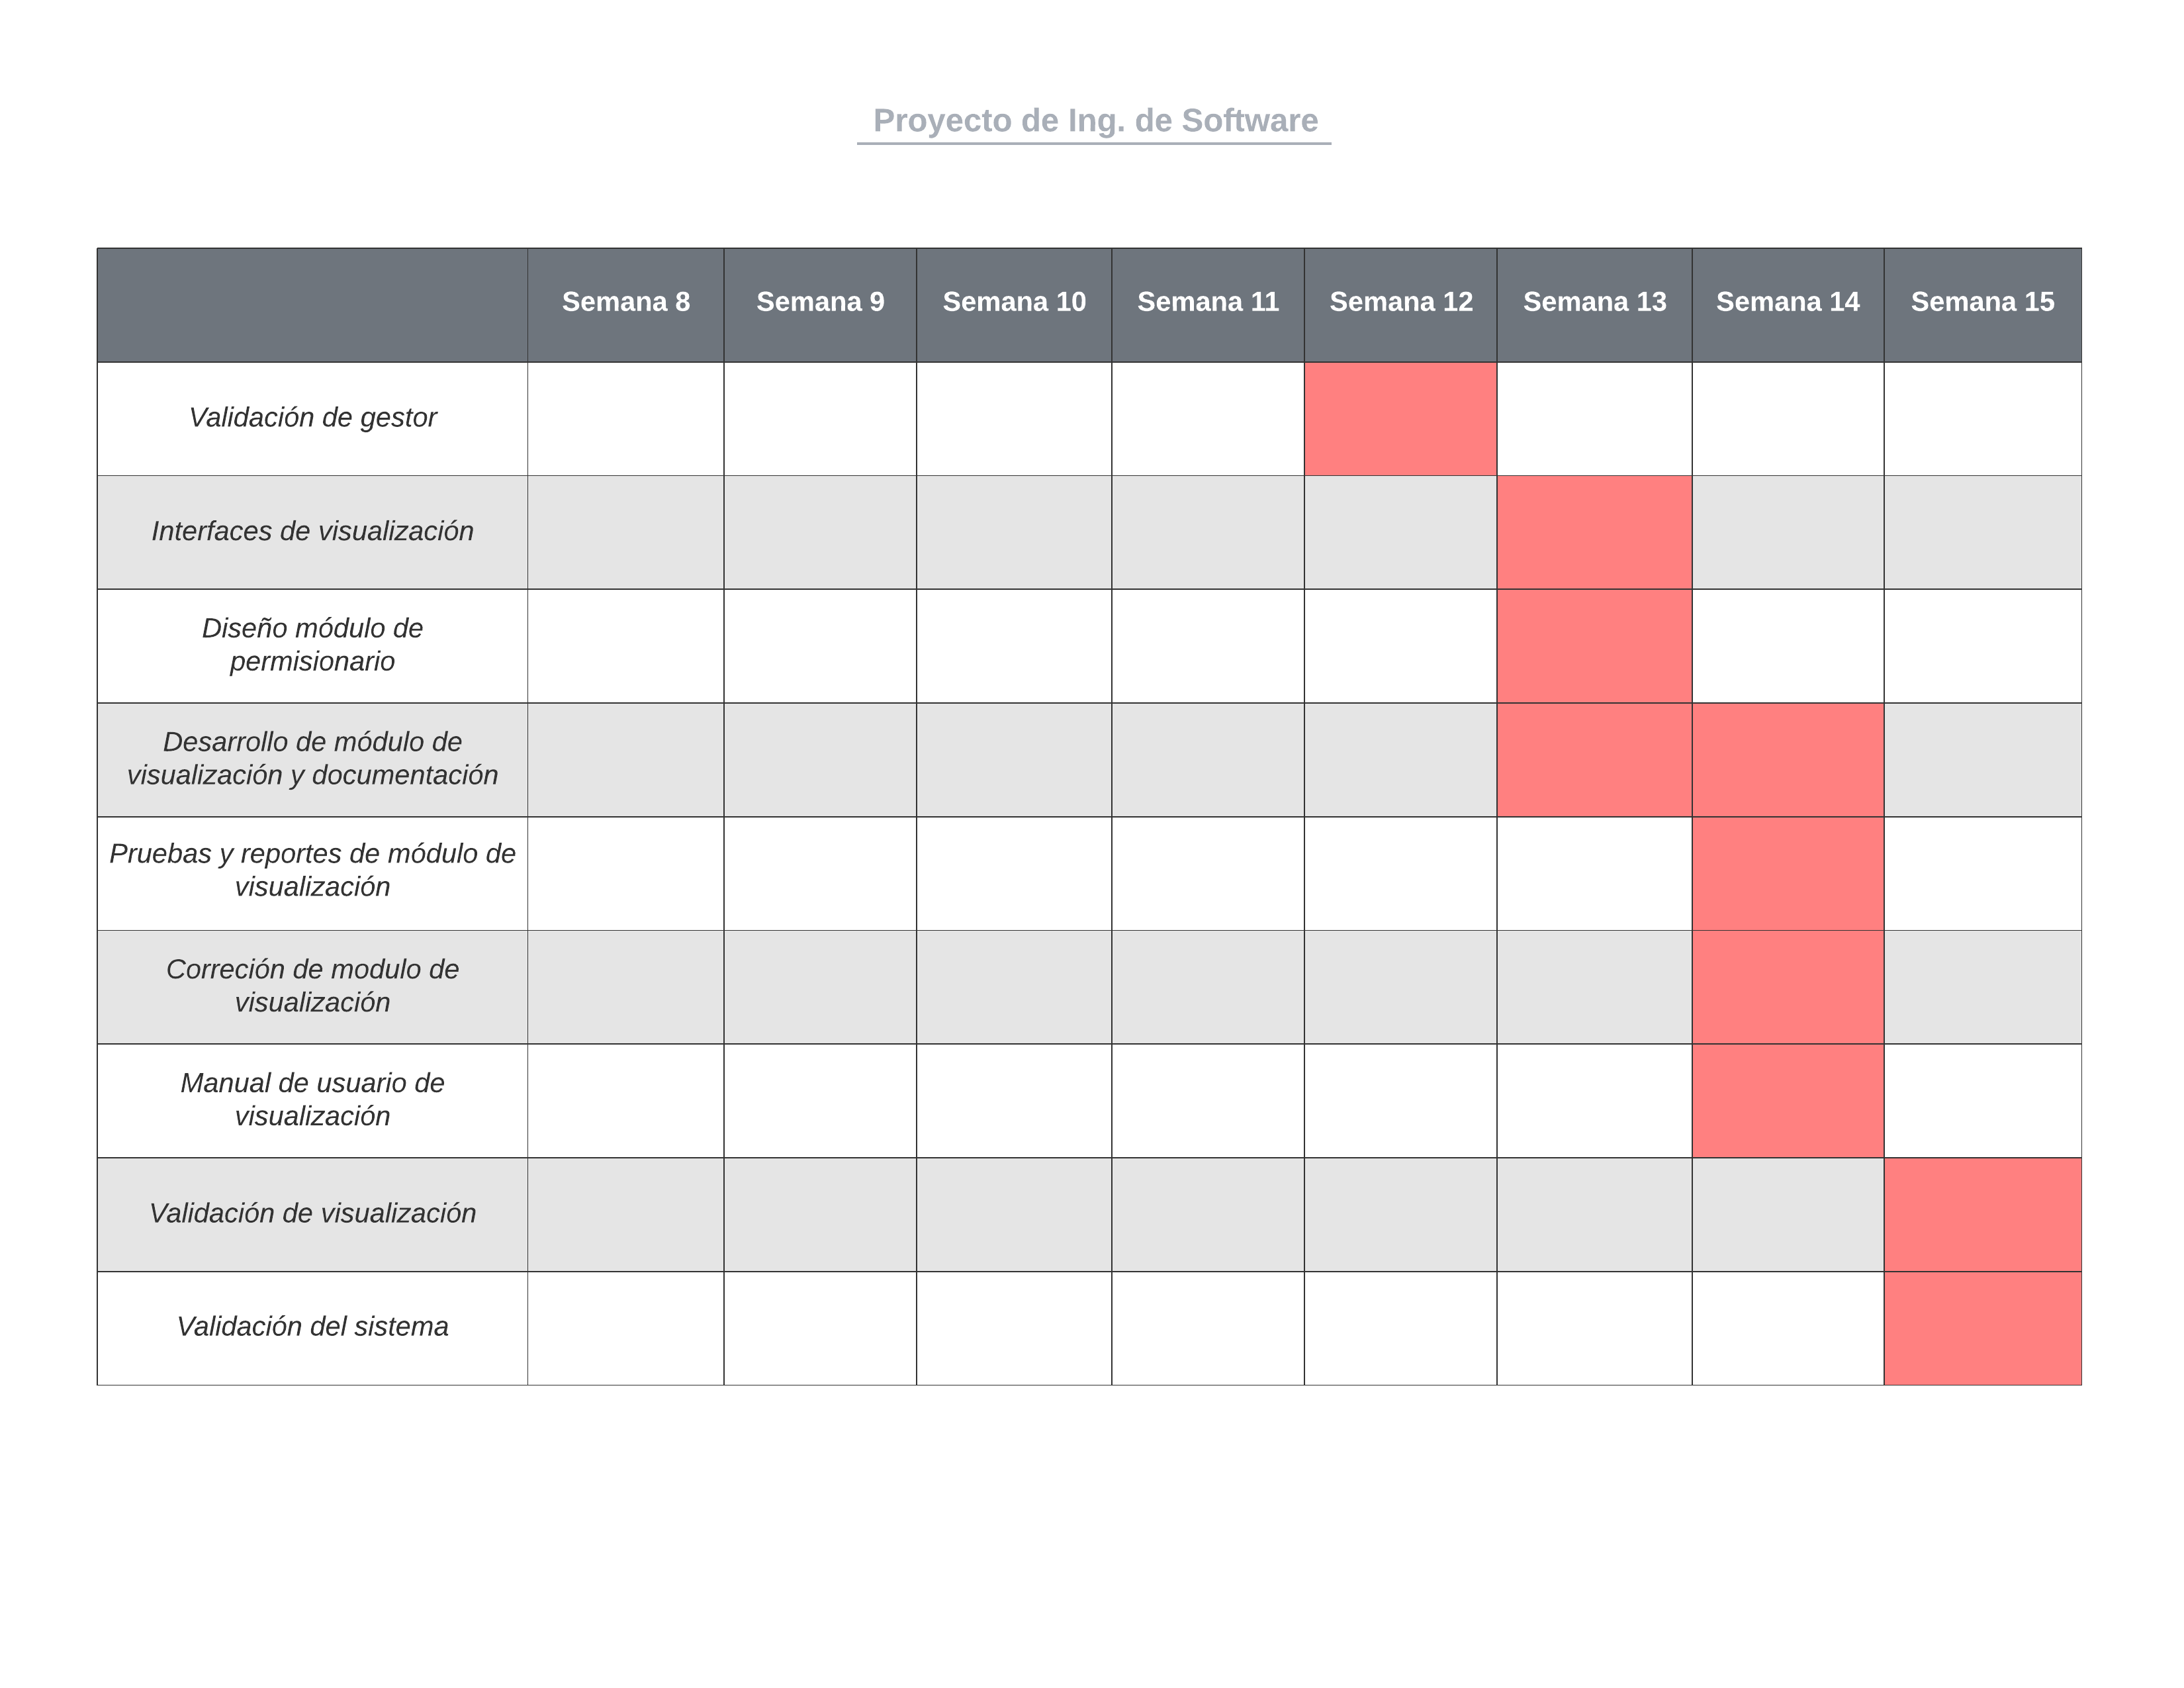 Proyecto de Ing. de Software
Semana 8 Semana 9 Semana 10 Semana 11 Semana 12 Semana 13 Semana 14 Semana 15
Validación de gestor
Interfaces de visualización
Diseño módulo de
permisionario
Desarrollo de módulo de
visualización y documentación
Pruebas y reportes de módulo de
visualización
Correción de modulo de
visualización
Manual de usuario de
visualización
Validación de visualización
Validación del sistema